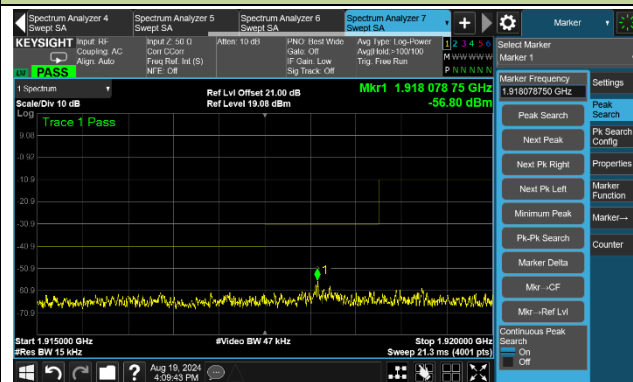 Spectrum Analyzer 4
Swept SA
Spectrum Analyzer 5
Swept SA
Spectrum Analyzer 6
Swept SA
Spectrum Analyzer 7
Swept SA
Marker
KEYSIGHT
Input: RF
Coupling: AC
Align: Auto
PASS
Input Z: 50 Ω
Corr CCorr
Freq Ref: Int (S)
NFE: Off
Atten: 10 dB
PNO: Best Wide
Gate: Off
IF Gain: Low
Sig Track: Off
Avg Type: Log-Power
Avg|Hold:>100/100
Trig: Free Run
1 2 3 4 5 6
M W W W W W
P N N N N N
Select Marker
Marker 1
1 Spectrum
Scale/Div 10 dB
Log
Ref Lvl Offset 21.00 dB
Ref Level 19.08 dBm
Mkr1 1.918 078 75 GHz
-56.80 dBm
Trace 1 Pass
9.08
-0.92
-10.9
-20.9
-30.9
-40.9
-50.9
-60.9
-70.9
1
Start 1.915000 GHz
#Res BW 15 kHz
#Video BW 47 kHz
Stop 1.920000 GHz
Sweep 21.3 ms (4001 pts)
Marker Frequency
1.918078750 GHz
Peak Search
Next Peak
Next Pk Right
Next Pk Left
Minimum Peak
Pk-Pk Search
Marker Delta
Mkr→CF
Mkr→Ref Lvl
Continuous Peak
Search
On
Off
Settings
Peak
Search
Pk Search
Config
Properties
Marker
Function
Marker→
Counter
Aug 19, 2024
4:09:43 PM